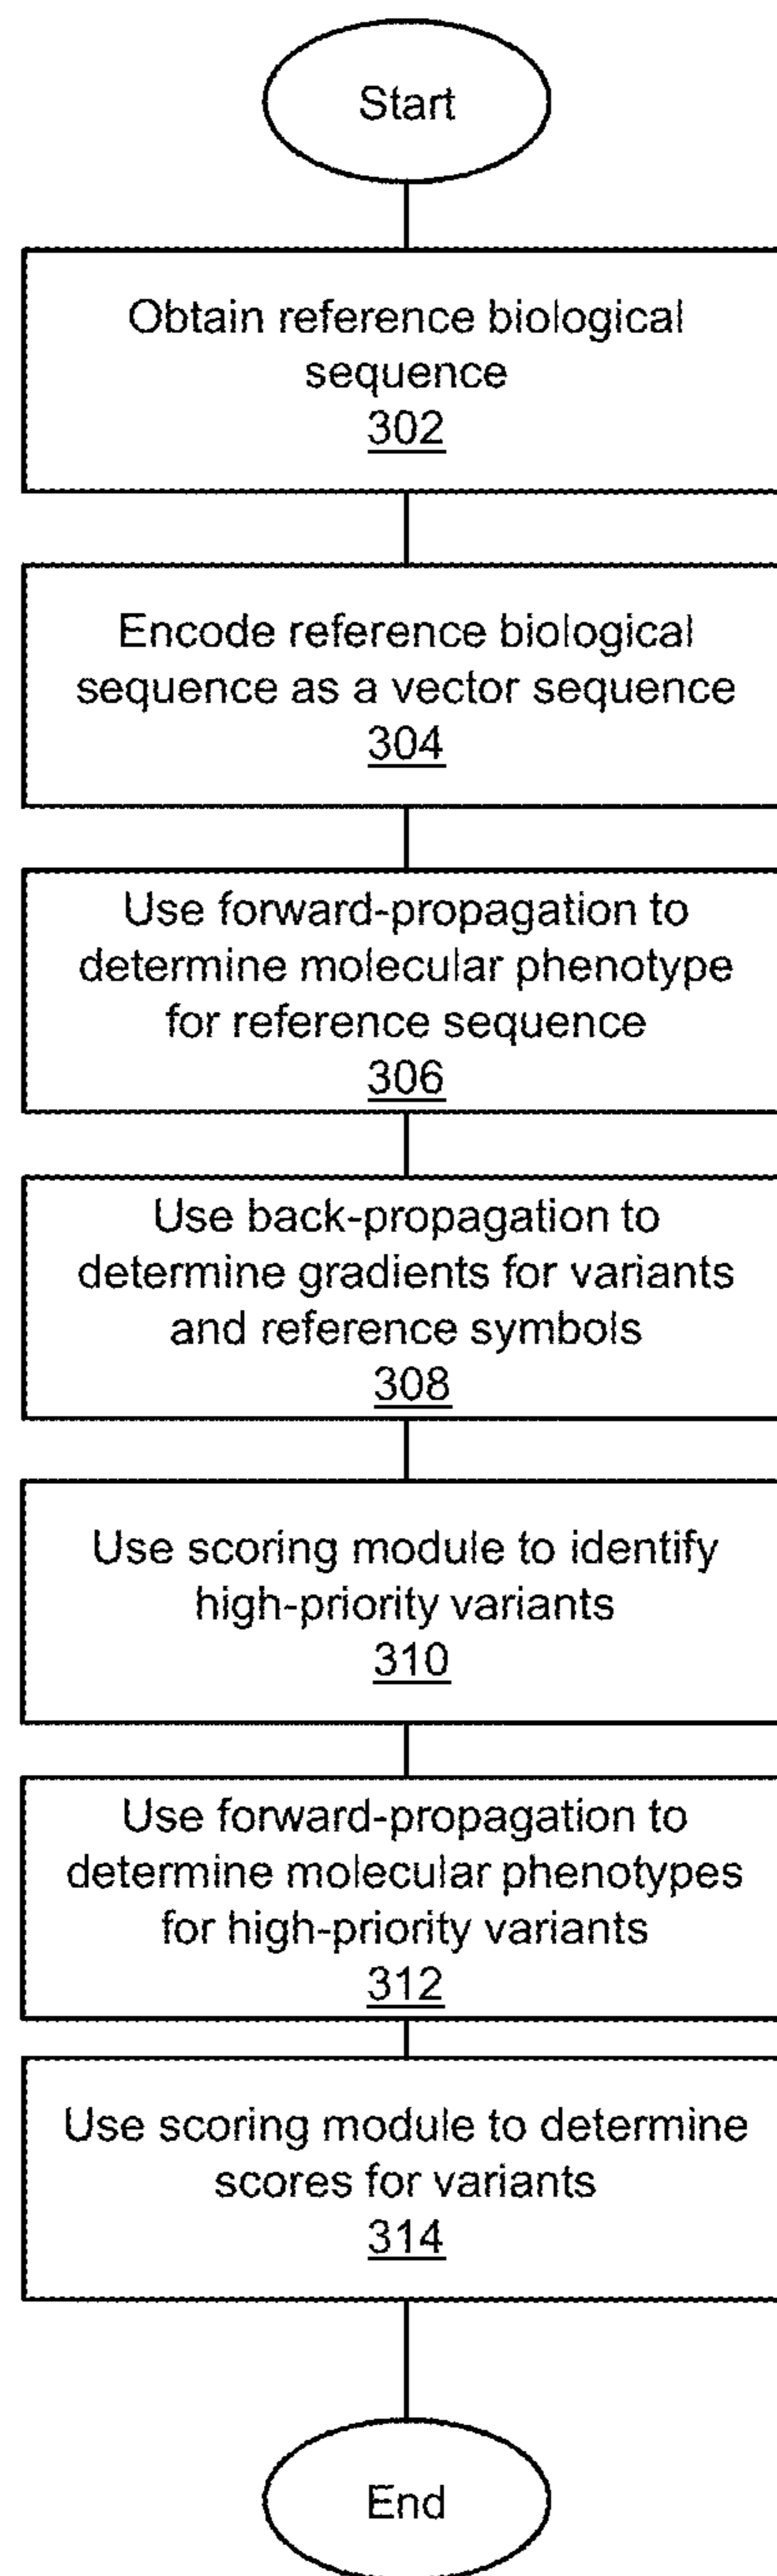 Start
Obtain reference biological
sequence
302
Encode reference biological
sequence as a vector sequence
304
Use forward-propagation to
determine molecular phenotype
for reference sequence
306
Use back-propagation to
determine gradients for variants
and reference symbols
308
Use scoring module to identify
high-priority variants
310
Use forward-propagation to
determine molecular phenotypes
for high-priority variants
312
Use scoring module to determine
scores for variants
314
End